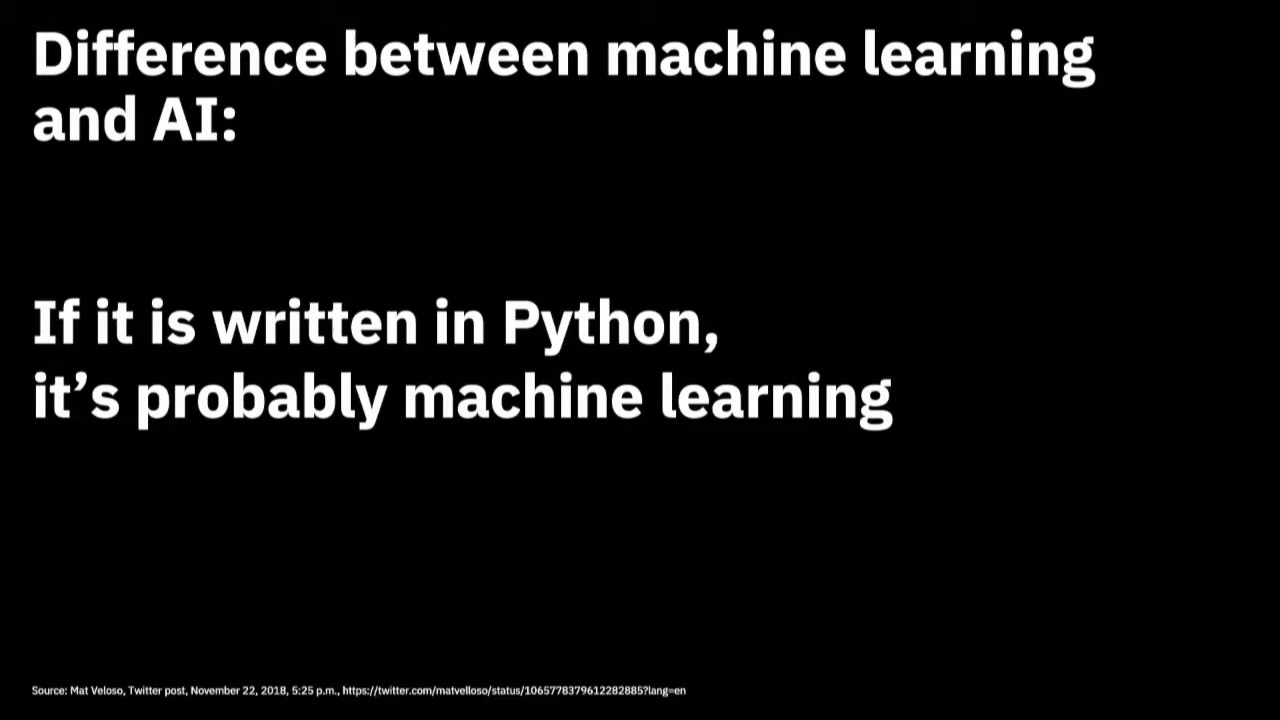 Difference between machine learning
and AI:
If it is written in Python,
it’s probably machine learning
Source: Mat Veloso, Twitter post, November 22, 2018, 5:25 p.m., https://twitter.com/matvelloso/status/1065778379612282885?lang=en